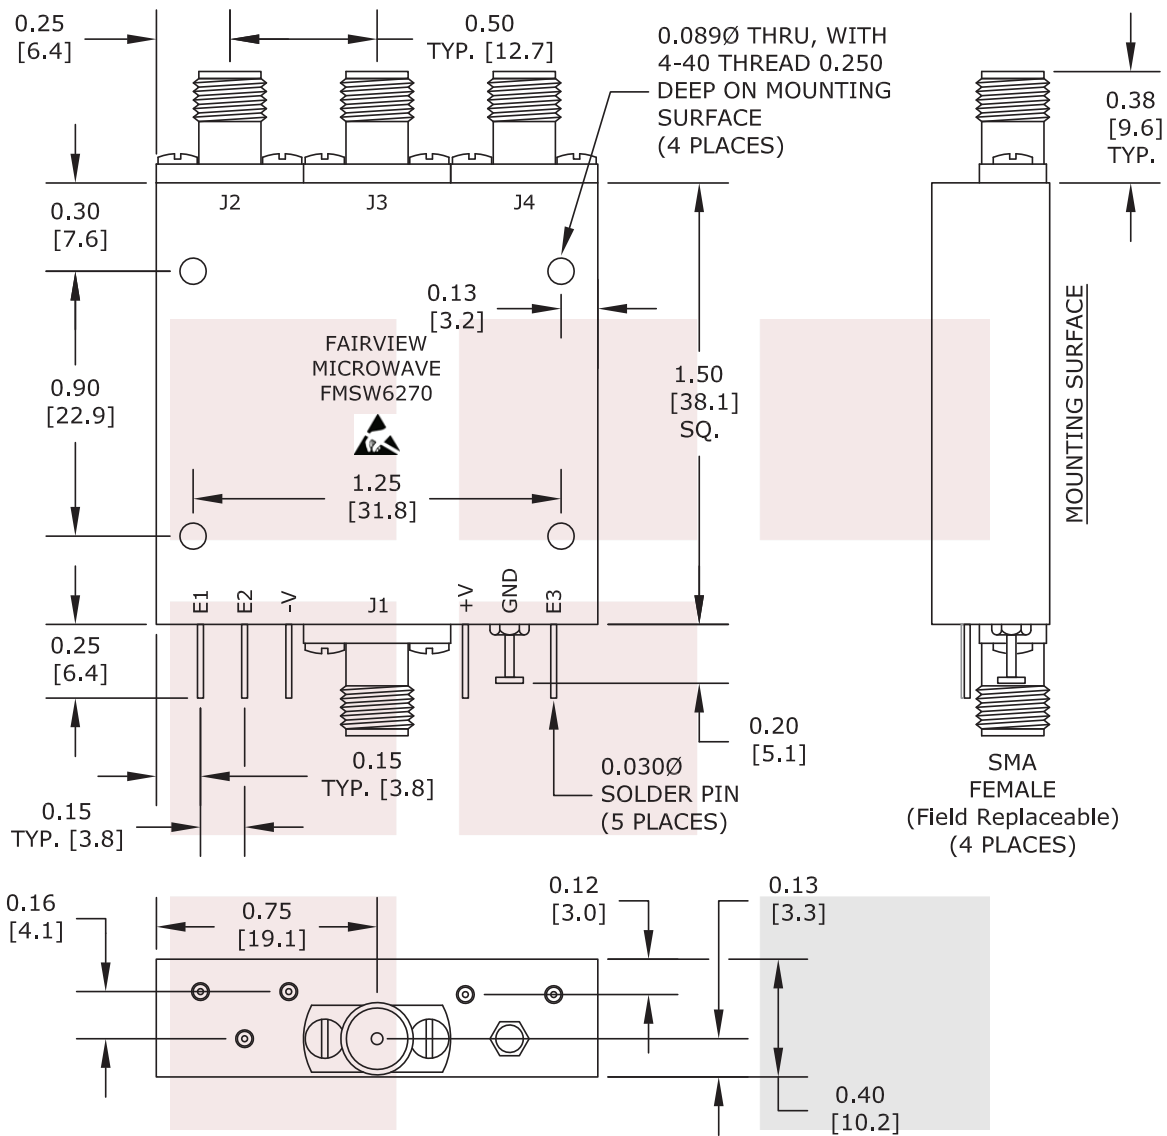 0.25
[6.4]
0.50
TYP. [12.7]
0.089Ø THRU, WITH
4-40 THREAD 0.250
DEEP ON MOUNTING
SURFACE
(4 PLACES)
0.38
[9.6]
TYP.
J2
J3
J4
0.30
[7.6]
0.13
[3.2]
FAIRVIEW
MICROWAVE
FMSW6270
0.90
[22.9]
1.50
[38.1]
SQ.
MOUNTING SURFACE
1.25
[31.8]
E1
E2
-V
J1
+V
GND
E3
0.25
[6.4]
0.20
[5.1]
0.15
TYP. [3.8]
0.030Ø
SOLDER PIN
(5 PLACES)
SMA
FEMALE
(Field Replaceable)
(4 PLACES)
0.15
TYP. [3.8]
0.16
[4.1]
0.75
[19.1]
0.12
[3.0]
0.13
[3.3]
0.40
[10.2]